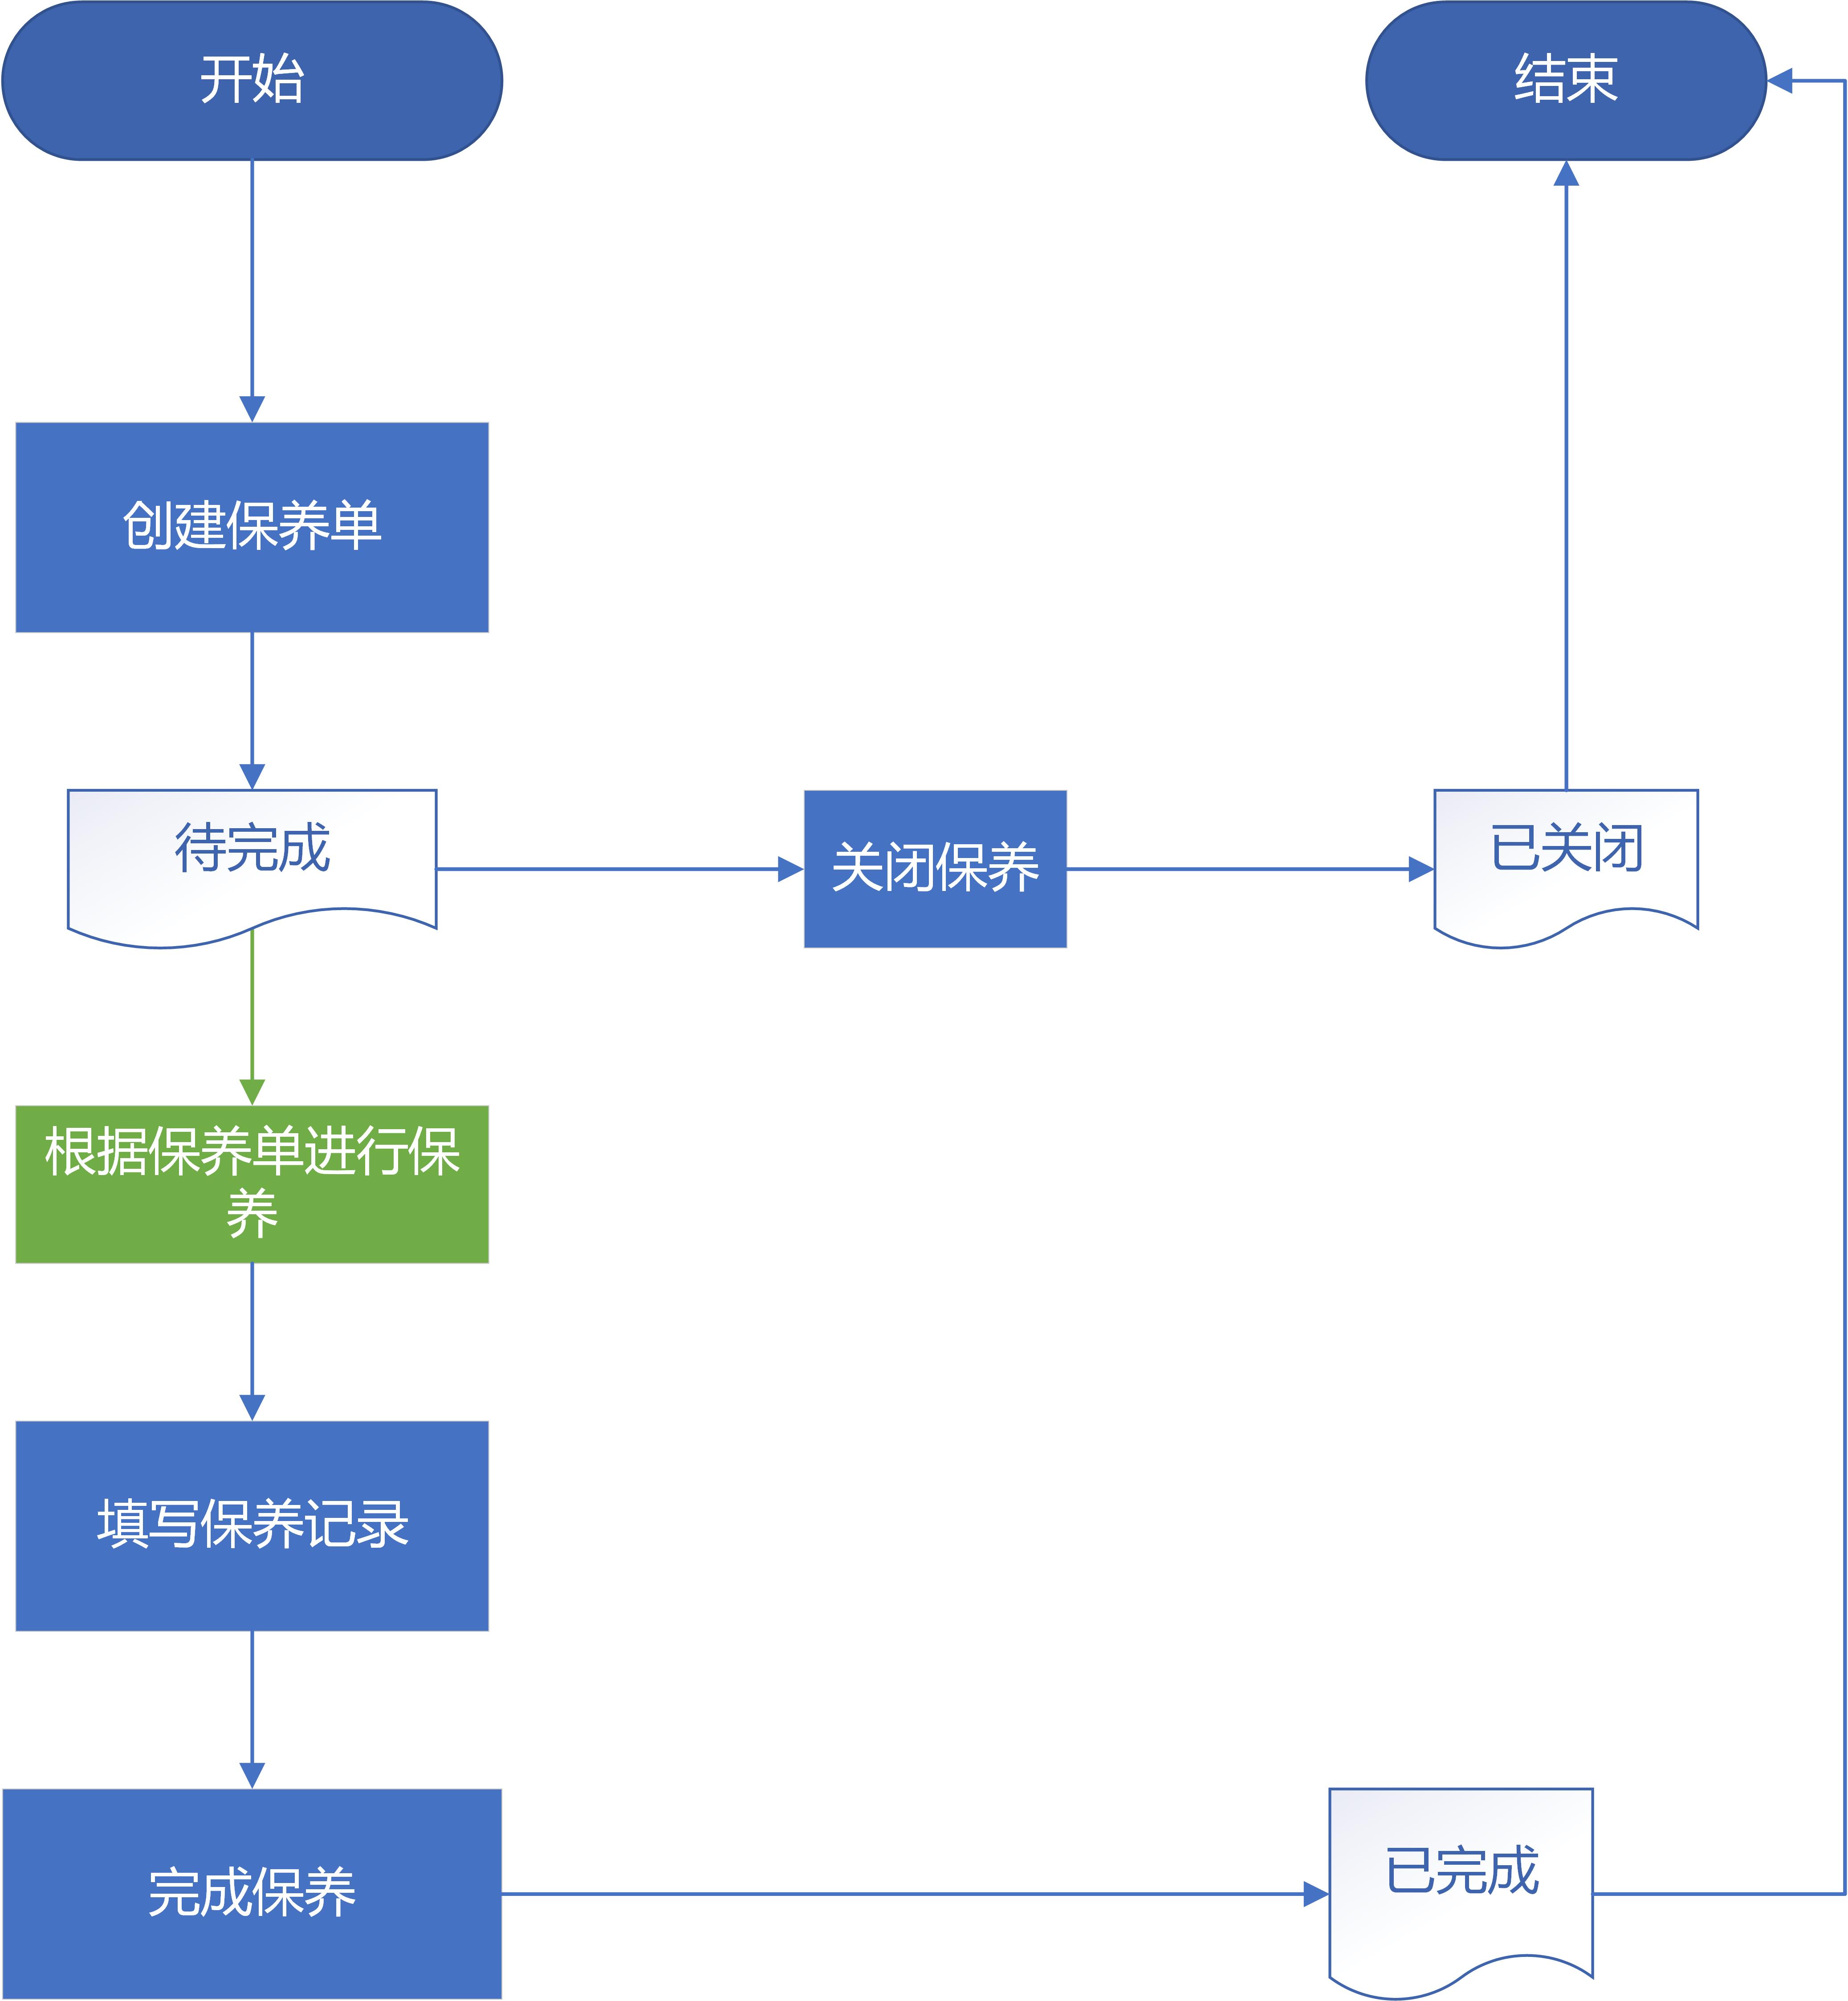 开始
结束
创建保养单
待完成
关闭保养
已关闭
根据保养单进行保
养
填写保养记录
完成保养
已完成